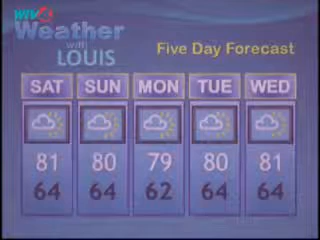 Weather
with
LOUIS
Five Day Forecast
SAT SUN MON TUE WED
81 80 79 80 81
64 64 62 64 64